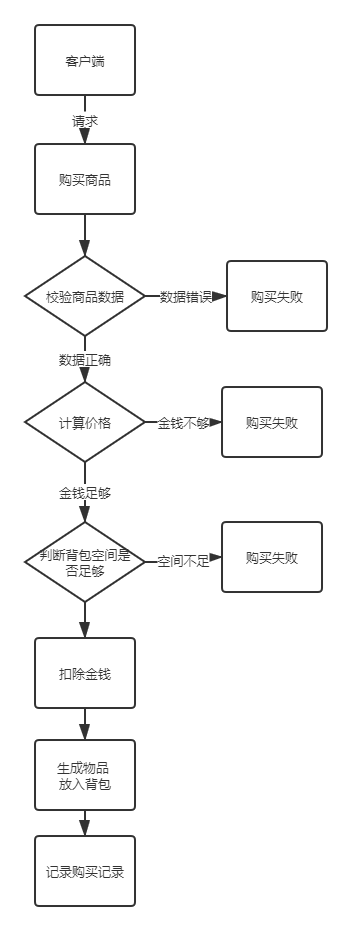 客户端
请求
购买商品
校验商品数据
数据错误
购买失败
数据正确
计算价格
金钱不够
购买失败
金钱足够
判断背包空间是
否足够
空间不足
购买失败
扣除金钱
生成物品
放入背包
记录购买记录